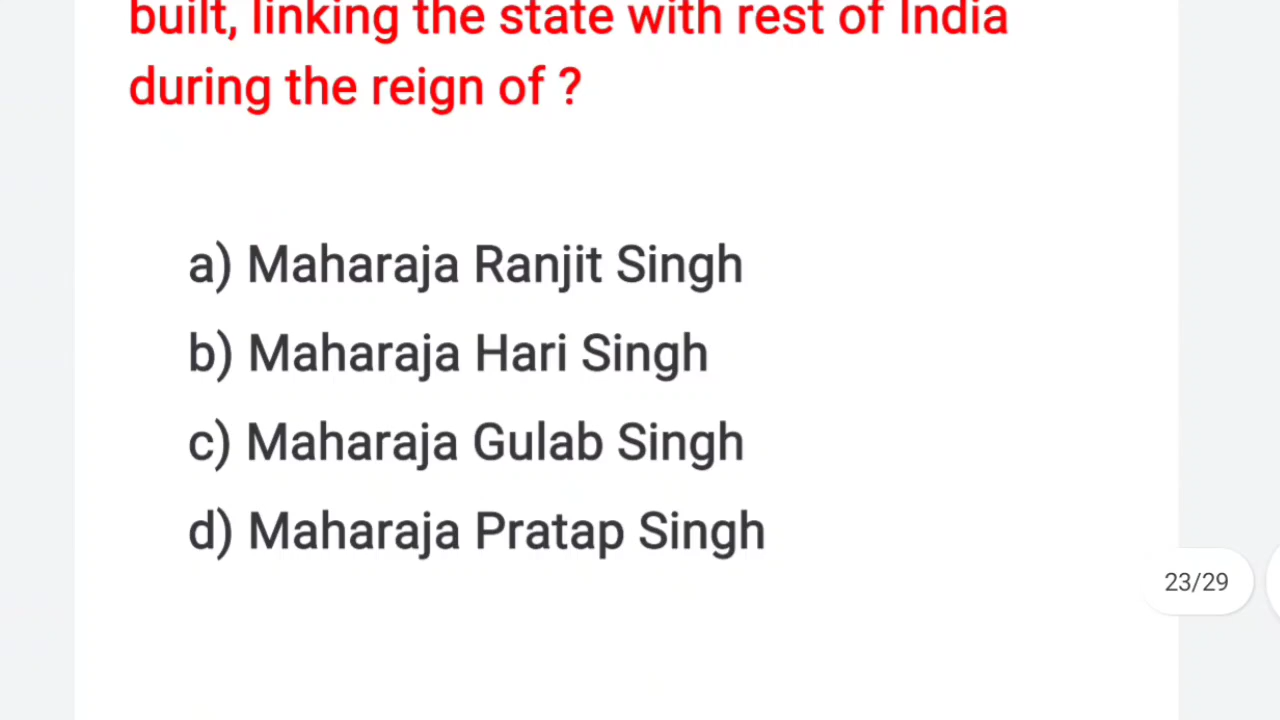 built, linking the state with rest of India
during the reign of ?
a) Maharaja Ranjit Singh
b) Maharaja Hari Singh
c) Maharaja Gulab Singh
d) Maharaja Pratap Singh
23/29